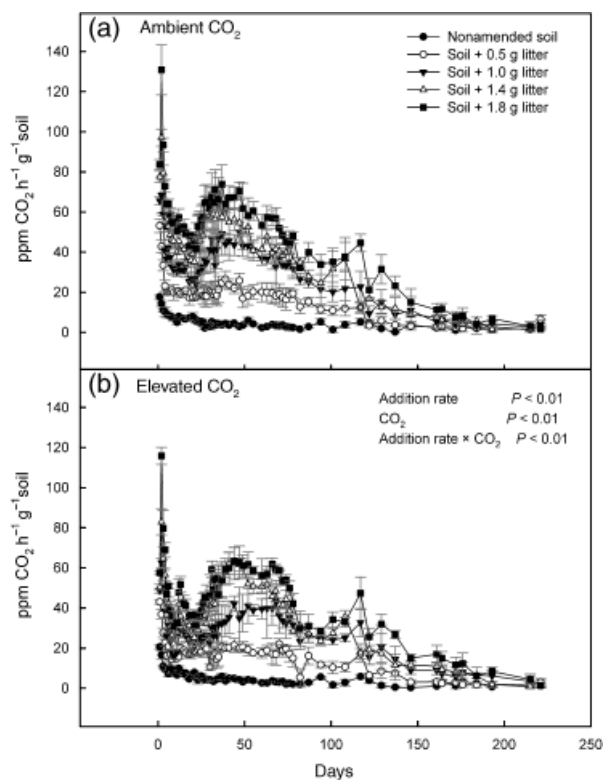 (a) Ambient CO₂
Nonamended soil
Soil + 0.5 g litter
Soil + 1.0 g litter
Soil + 1.4 g litter
Soil + 1.8 g litter
140
120
100
80
60
40
20
0
ppm CO₂ h⁻¹ g⁻¹soil
(b) Elevated CO₂
Addition rate P < 0.01
CO₂ P < 0.01
Addition rate × CO₂ P < 0.01
140
120
100
80
60
40
20
0
ppm CO₂ h⁻¹ g⁻¹soil
0 50 100 150 200 250
Days